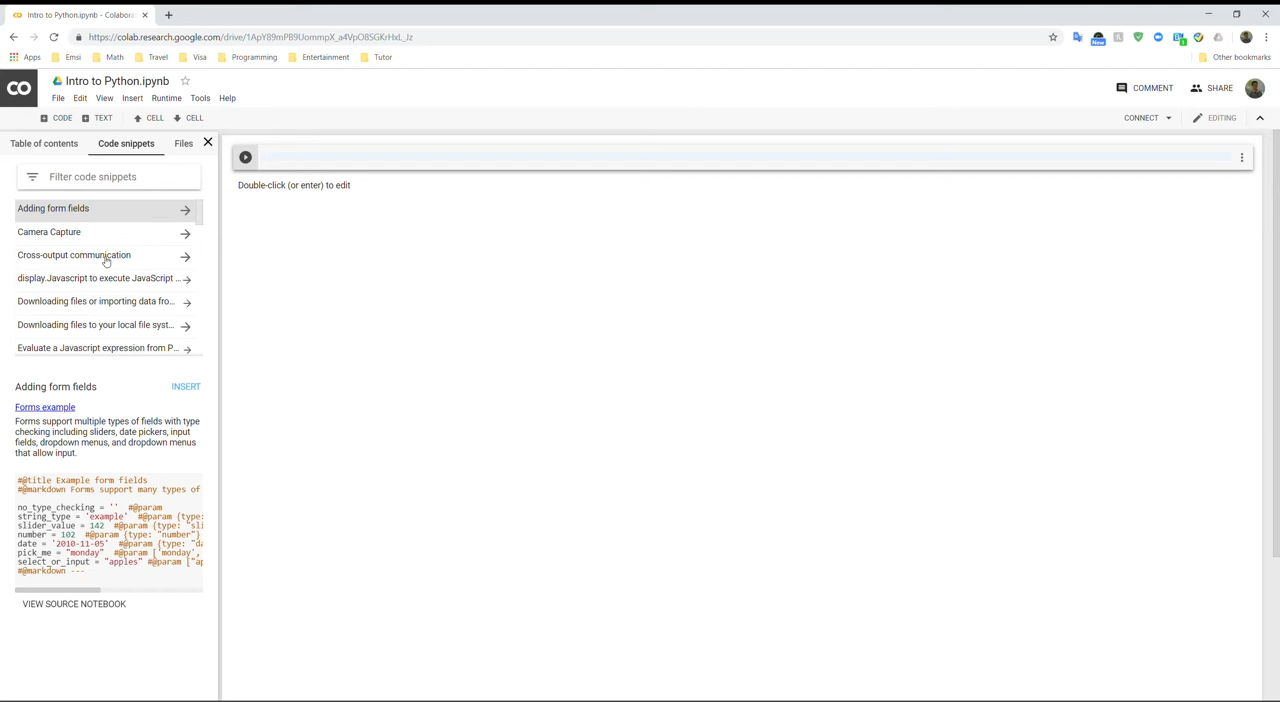 Intro to Python.ipynb - Colabora
https://colab.research.google.com/drive/1ApY89mPB9UommpX_a4VpO85GKrHxL_Jz
New
1
Apps Emsi Math Travel Visa Programming Entertainment Tutor Other bookmarks
CO
Intro to Python.ipynb
COMMENT SHARE
File Edit View Insert Runtime Tools Help
CODE TEXT CELL CELL CONNECT EDITING
Table of contents Code snippets Files
Filter code snippets
Double-click (or enter) to edit
Adding form fields
Camera Capture
Cross-output communication
display.Javascript to execute JavaScript ...
Downloading files or importing data fro...
Downloading files to your local file syst...
Evaluate a Javascript expression from P...
Adding form fields INSERT
Forms example
Forms support multiple types of fields with type
checking including sliders, date pickers, input
fields, dropdown menus, and dropdown menus
that allow input.
#@title Example form fields
#@markdown Forms support many types of
no_type_checking = '' #@param
string_type = 'example' #@param {type:
slider_value = 142 #@param {type: "sli
number = 102 #@param {type: "number"}
date = '2010-11-05' #@param {type: "da
pick_me = "monday" #@param ['monday',
select_or_input = "apples" #@param ["ap
#@markdown ---
VIEW SOURCE NOTEBOOK